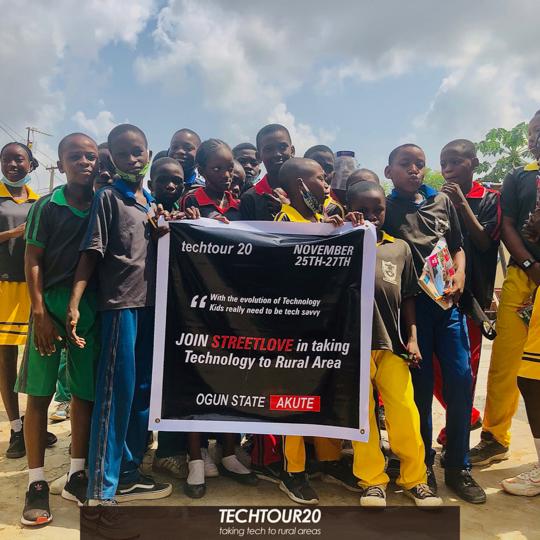 techtour 20
NOVEMBER
25TH-27TH
“ With the evolution of Technology
Kids really need to be tech savvy
JOIN STREETLOVE in taking
Technology to Rural Area
OGUN STATE AKUTE
TECHTOUR20
taking tech to rural areas